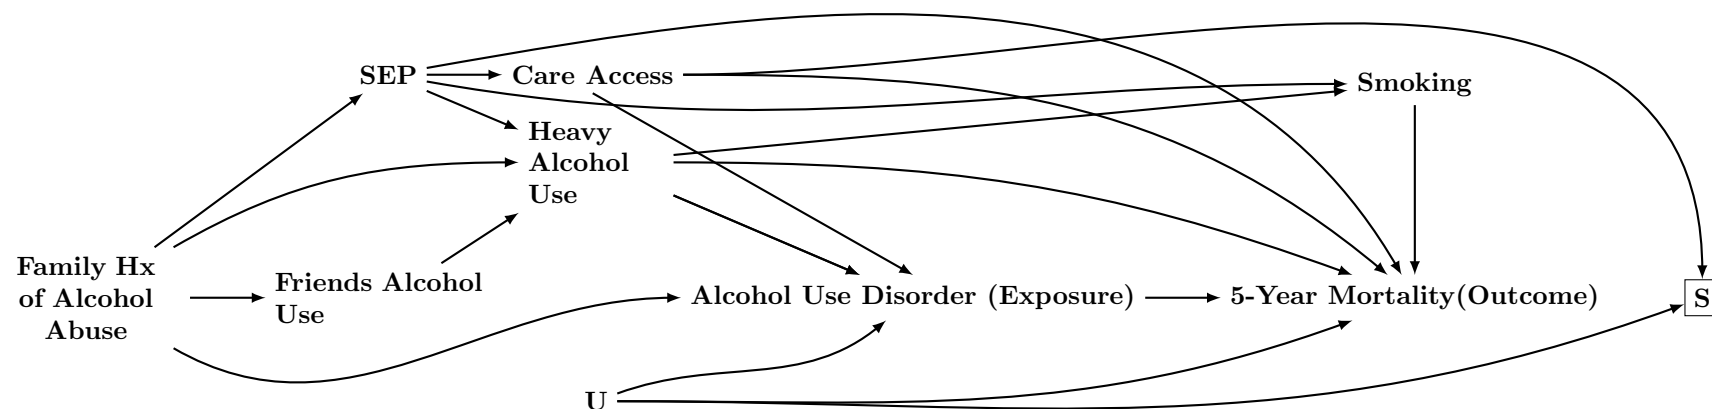 SEP
Care Access
Smoking
Heavy
Alcohol
Use
Family Hx
of Alcohol
Abuse
Friends Alcohol
Use
Alcohol Use Disorder (Exposure)
5-Year Mortality(Outcome)
S
U